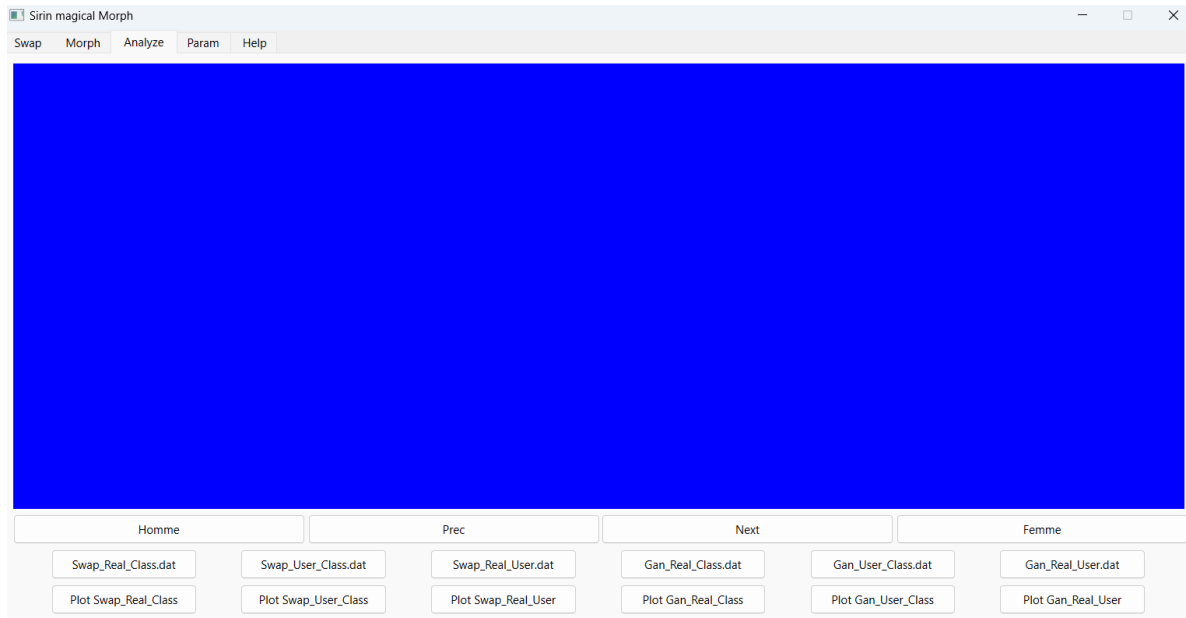 Sirin magical Morph
Swap Morph Analyze Param Help
Homme Prec Next Femme
Swap_Real_Class.dat Swap_User_Class.dat Swap_Real_User.dat Gan_Real_Class.dat Gan_User_Class.dat Gan_Real_User.dat
Plot Swap_Real_Class Plot Swap_User_Class Plot Swap_Real_User Plot Gan_Real_Class Plot Gan_User_Class Plot Gan_Real_User